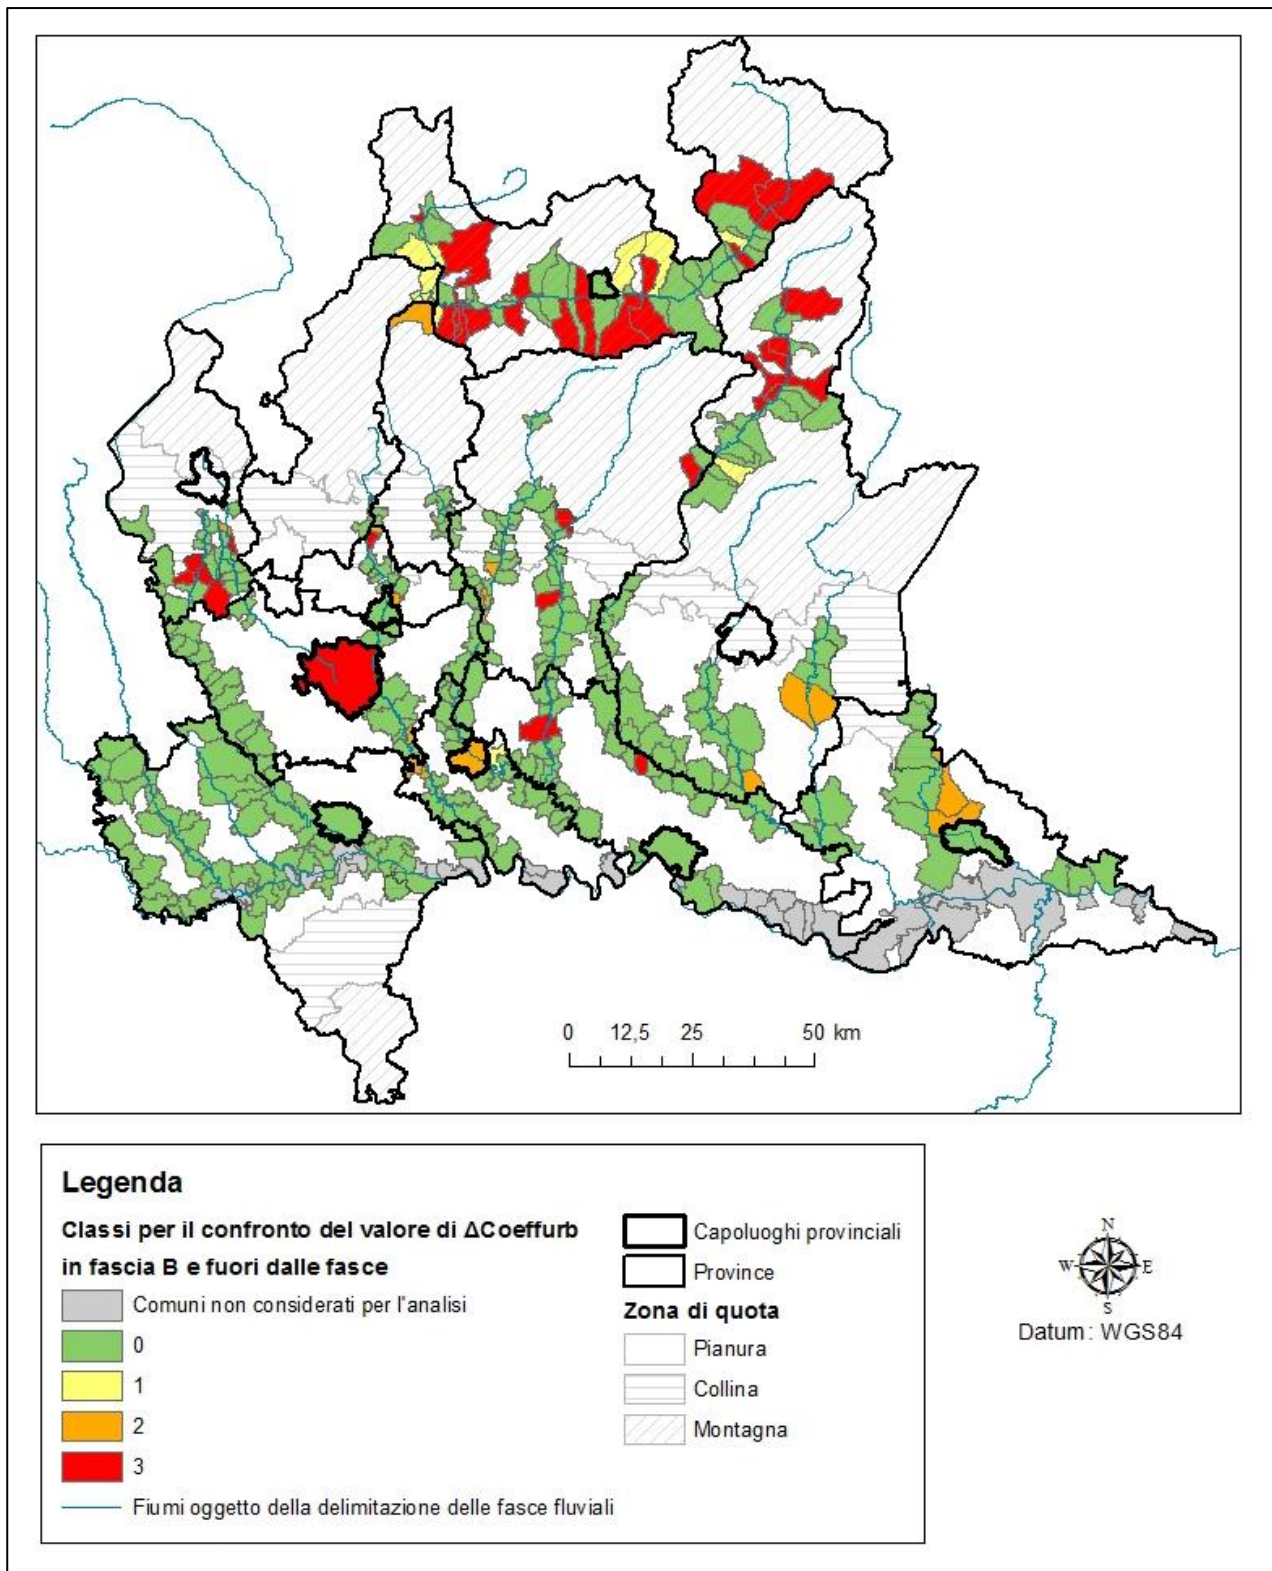 0 12,5 25 50 km
Legenda
Classi per il confronto del valore di ΔCoeffurb
in fascia B e fuori dalle fasce
Comuni non considerati per l'analisi
0
1
2
3
Fiumi oggetto della delimitazione delle fasce fluviali
Capoluoghi provinciali
Province
Zona di quota
Pianura
Collina
Montagna
N
W E
S
Datum: WGS84